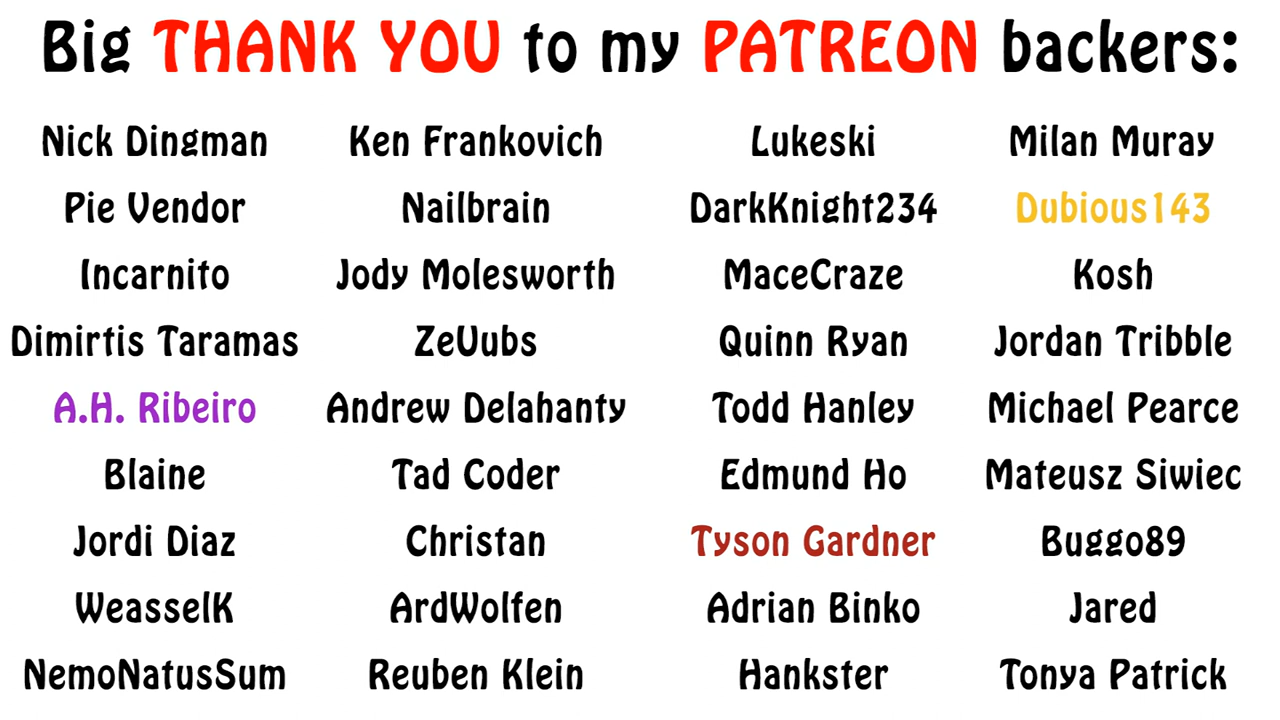 Big THANK YOU to my PATREON backers:
Nick Dingman Ken Frankovich Lukeski Milan Muray
Pie Vendor Nailbrain DarkKnight234 Dubious143
Incarnito Jody Molesworth MaceCraze Kosh
Dimirtis Taramas ZeVubs Quinn Ryan Jordan Tribble
A.H. Ribeiro Andrew Delahanty Todd Hanley Michael Pearce
Blaine Tad Coder Edmund Ho Mateusz Siwiec
Jordi Diaz Christan Tyson Gardner Buggo89
WeasselK ArdWolfen Adrian Binko Jared
NemoNatusSum Reuben Klein Hankster Tonya Patrick